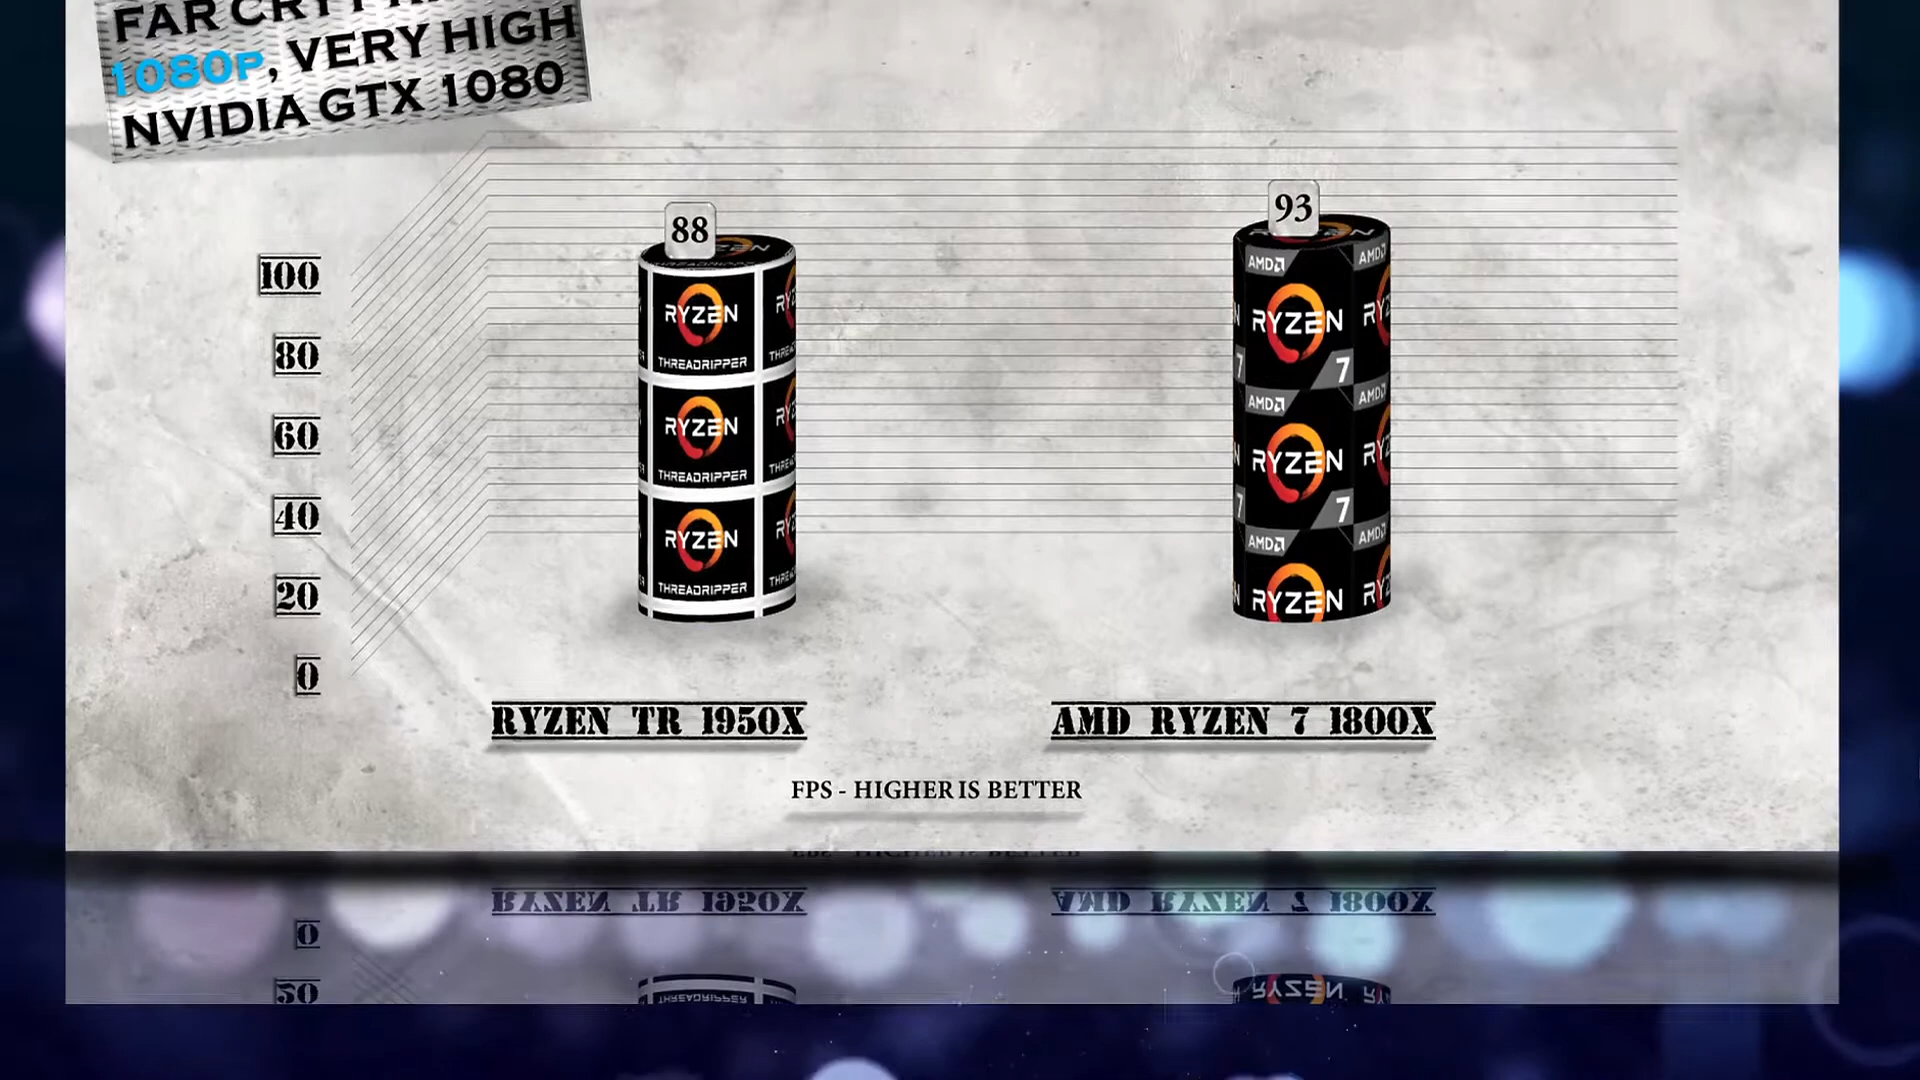 1080P, VERY HIGH
NVIDIA GTX 1080
88
93
100
80
60
40
20
0
RYZEN
THREADRIPPER
RYZEN
THREADRIPPER
RYZEN
THREADRIPPER
AMD
RYZEN
7
AMD
RYZEN
7
AMD
RYZEN
RYZEN TR 1950X
AMD RYZEN 7 1800X
FPS - HIGHER IS BETTER